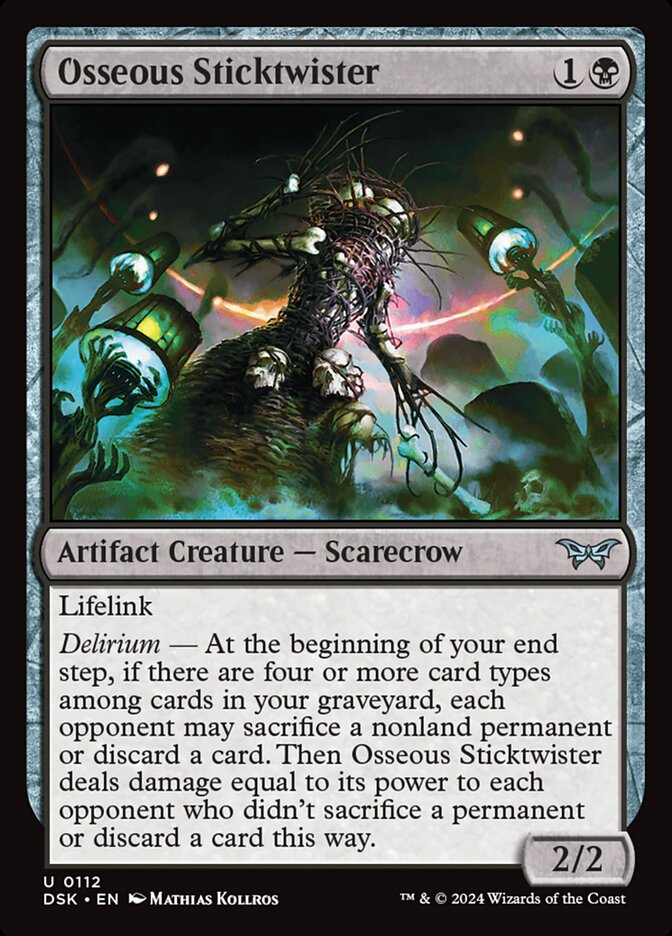 Osseous Sticktwister 1
Artifact Creature — Scarecrow
Lifelink
Delirium — At the beginning of your end
step, if there are four or more card types
among cards in your graveyard, each
opponent may sacrifice a nonland permanent
or discard a card. Then Osseous Sticktwister
deals damage equal to its power to each
opponent who didn't sacrifice a permanent
or discard a card this way.
2/2
U 0112
DSK • EN Mathias Kollros
™ & © 2024 Wizards of the Coast